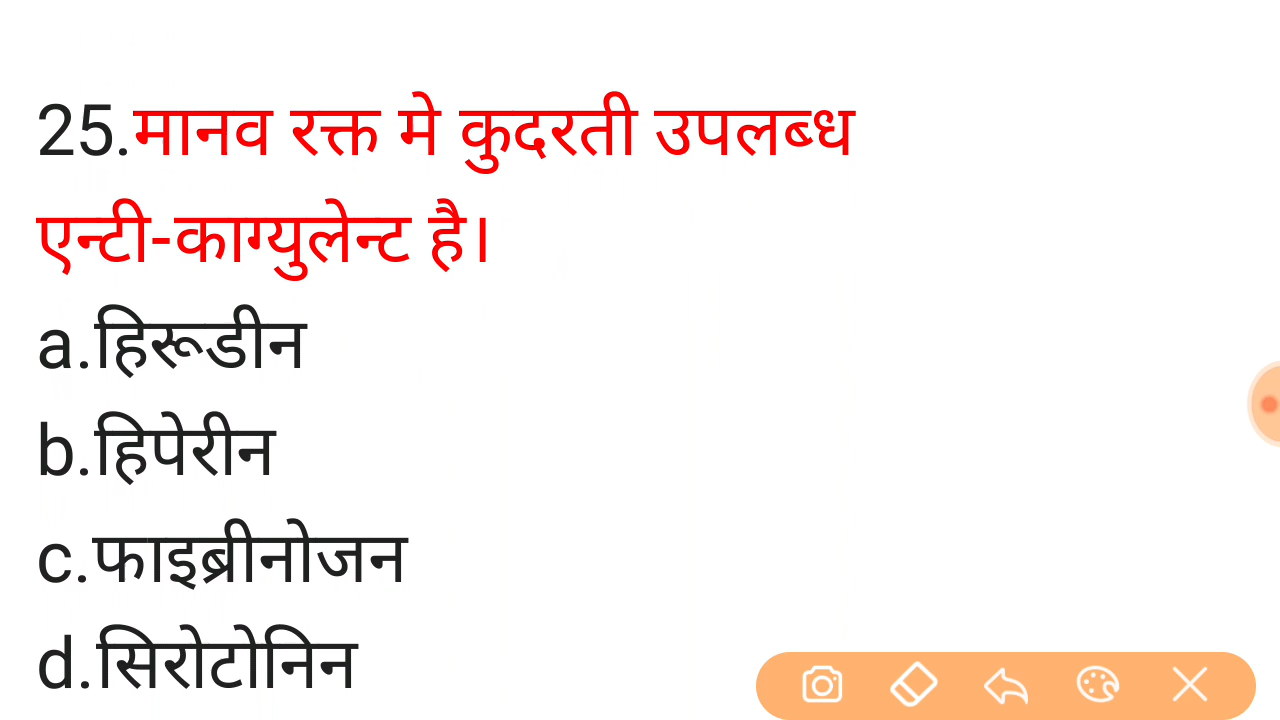 25.मानव रक्त मे कुदरती उपलब्ध
एन्टी-काग्युलेन्ट है।
a.हिरूडीन
b.हिपेरीन
c.फाइब्रीनोजन
d.सिरोटोनिन